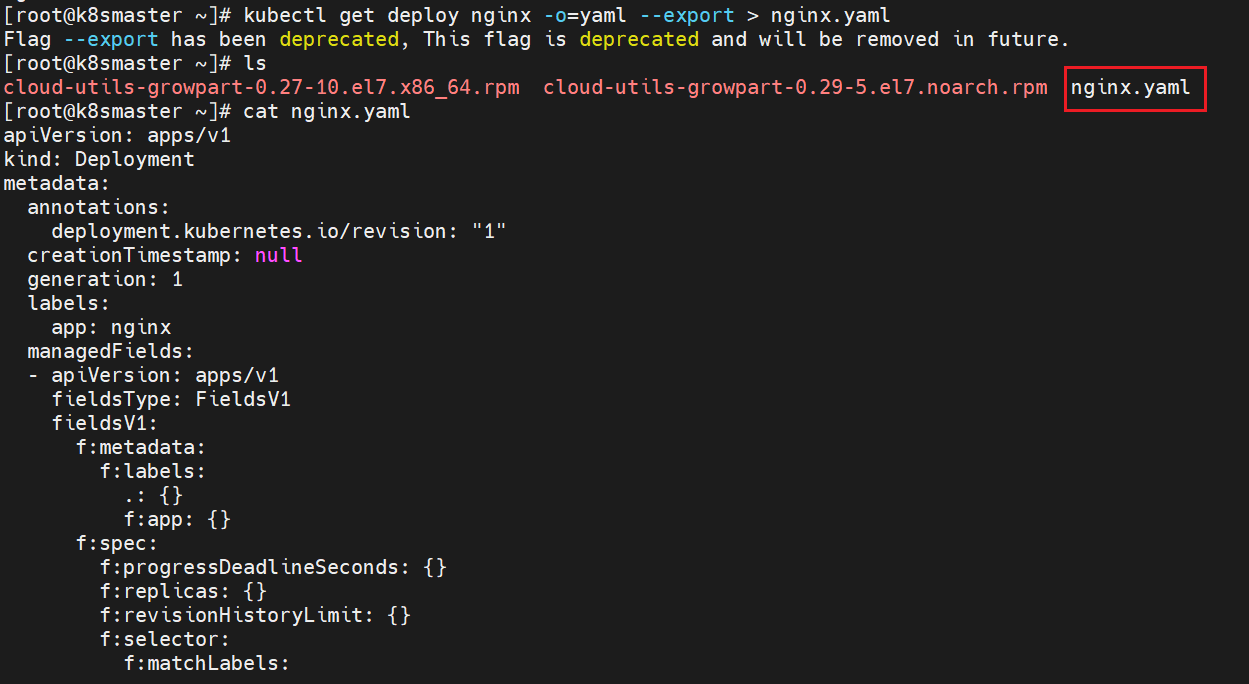 [root@k8smaster ~]# kubectl get deploy nginx -o=yaml --export > nginx.yaml
Flag --export has been deprecated, This flag is deprecated and will be removed in future.
[root@k8smaster ~]# ls
cloud-utils-growpart-0.27-10.el7.x86_64.rpm  cloud-utils-growpart-0.29-5.el7.noarch.rpm  nginx.yaml
[root@k8smaster ~]# cat nginx.yaml
apiVersion: apps/v1
kind: Deployment
metadata:
  annotations:
    deployment.kubernetes.io/revision: "1"
  creationTimestamp: null
  generation: 1
  labels:
    app: nginx
  managedFields:
  - apiVersion: apps/v1
    fieldsType: FieldsV1
    fieldsV1:
      f:metadata:
        f:labels:
          .: {}
          f:app: {}
      f:spec:
        f:progressDeadlineSeconds: {}
        f:replicas: {}
        f:revisionHistoryLimit: {}
        f:selector:
          f:matchLabels: